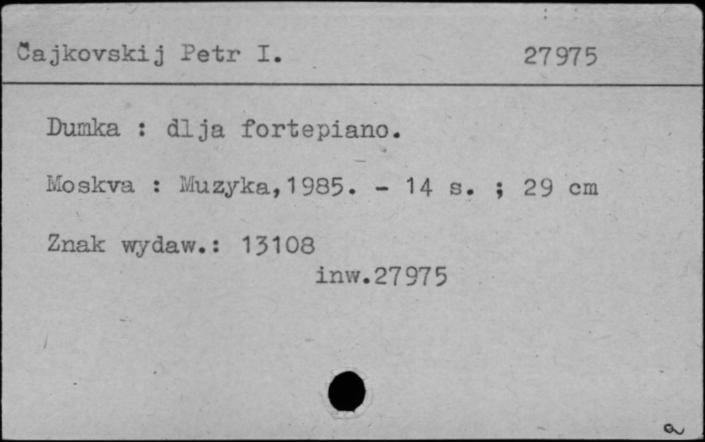 Čajkovskij Petr I. 27975
Dumka : dlja fortepiano.
Moskva : Muzyka,1985. - 14 s. ; 29 cm
Znak wydaw.: 13108
inw.27975
a